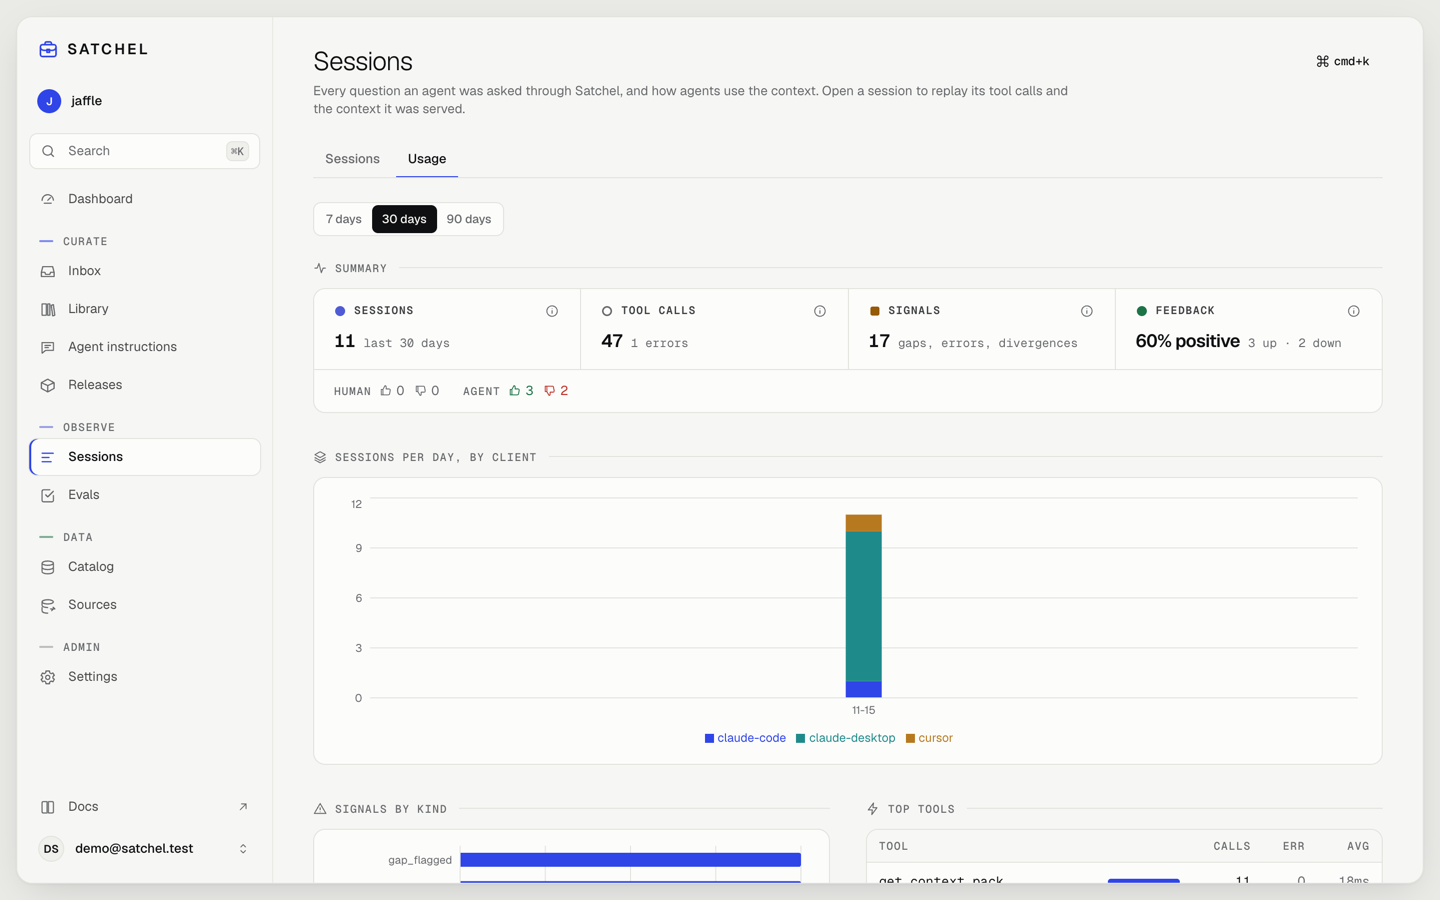 SATCHEL
J jaffle
Search ⌘K
Dashboard
CURATE
Inbox
Library
Agent instructions
Releases
OBSERVE
Sessions
Evals
DATA
Catalog
Sources
ADMIN
Settings
Docs
DS demo@satchel.test
Sessions
⌘ cmd+k
Every question an agent was asked through Satchel, and how agents use the context. Open a session to replay its tool calls and
the context it was served.
Sessions Usage
7 days 30 days 90 days
SUMMARY
SESSIONS
11 last 30 days
TOOL CALLS
47 1 errors
SIGNALS
17 gaps, errors, divergences
FEEDBACK
60% positive 3 up · 2 down
HUMAN 0 0 AGENT 3 2
SESSIONS PER DAY, BY CLIENT
12
9
6
3
0
11-15
claude-code claude-desktop cursor
SIGNALS BY KIND
gap_flagged
TOP TOOLS
TOOL CALLS ERR AVG
get_context_pack 11 0 18ms